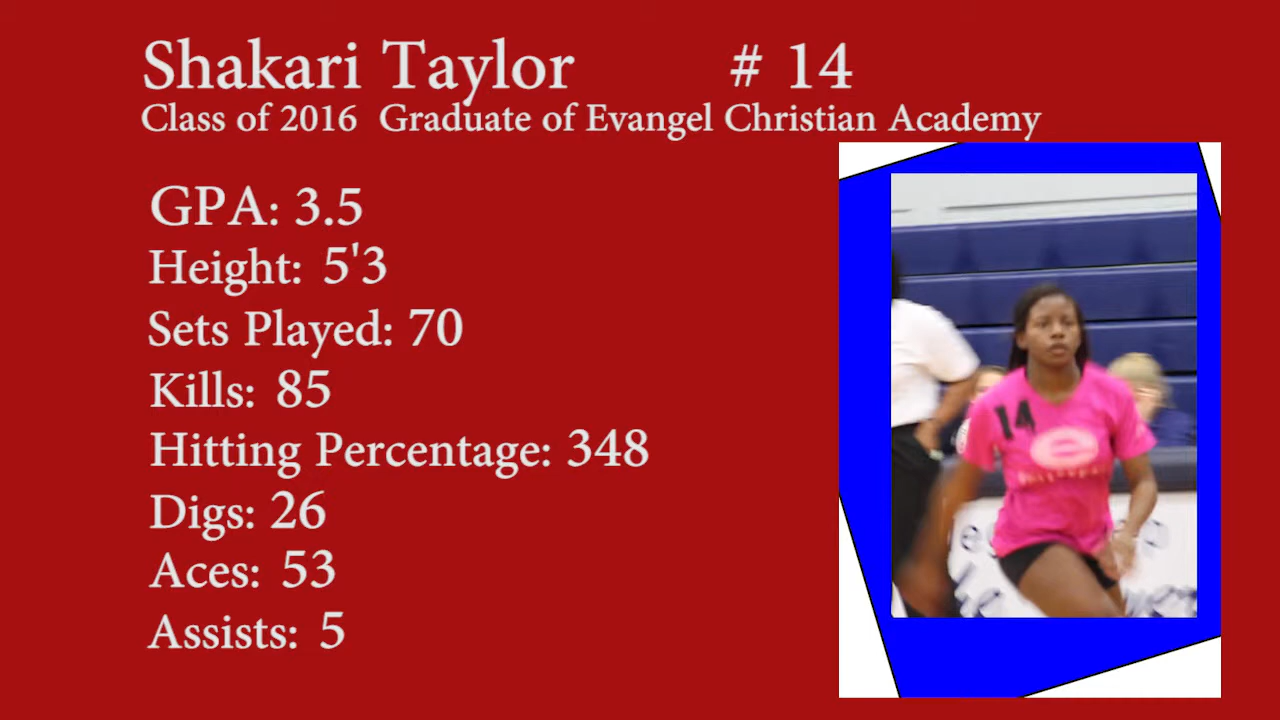 Shakari Taylor # 14
Class of 2016 Graduate of Evangel Christian Academy
GPA: 3.5
Height: 5'3
Sets Played: 70
Kills: 85
Hitting Percentage: 348
Digs: 26
Aces: 53
Assists: 5
14
e